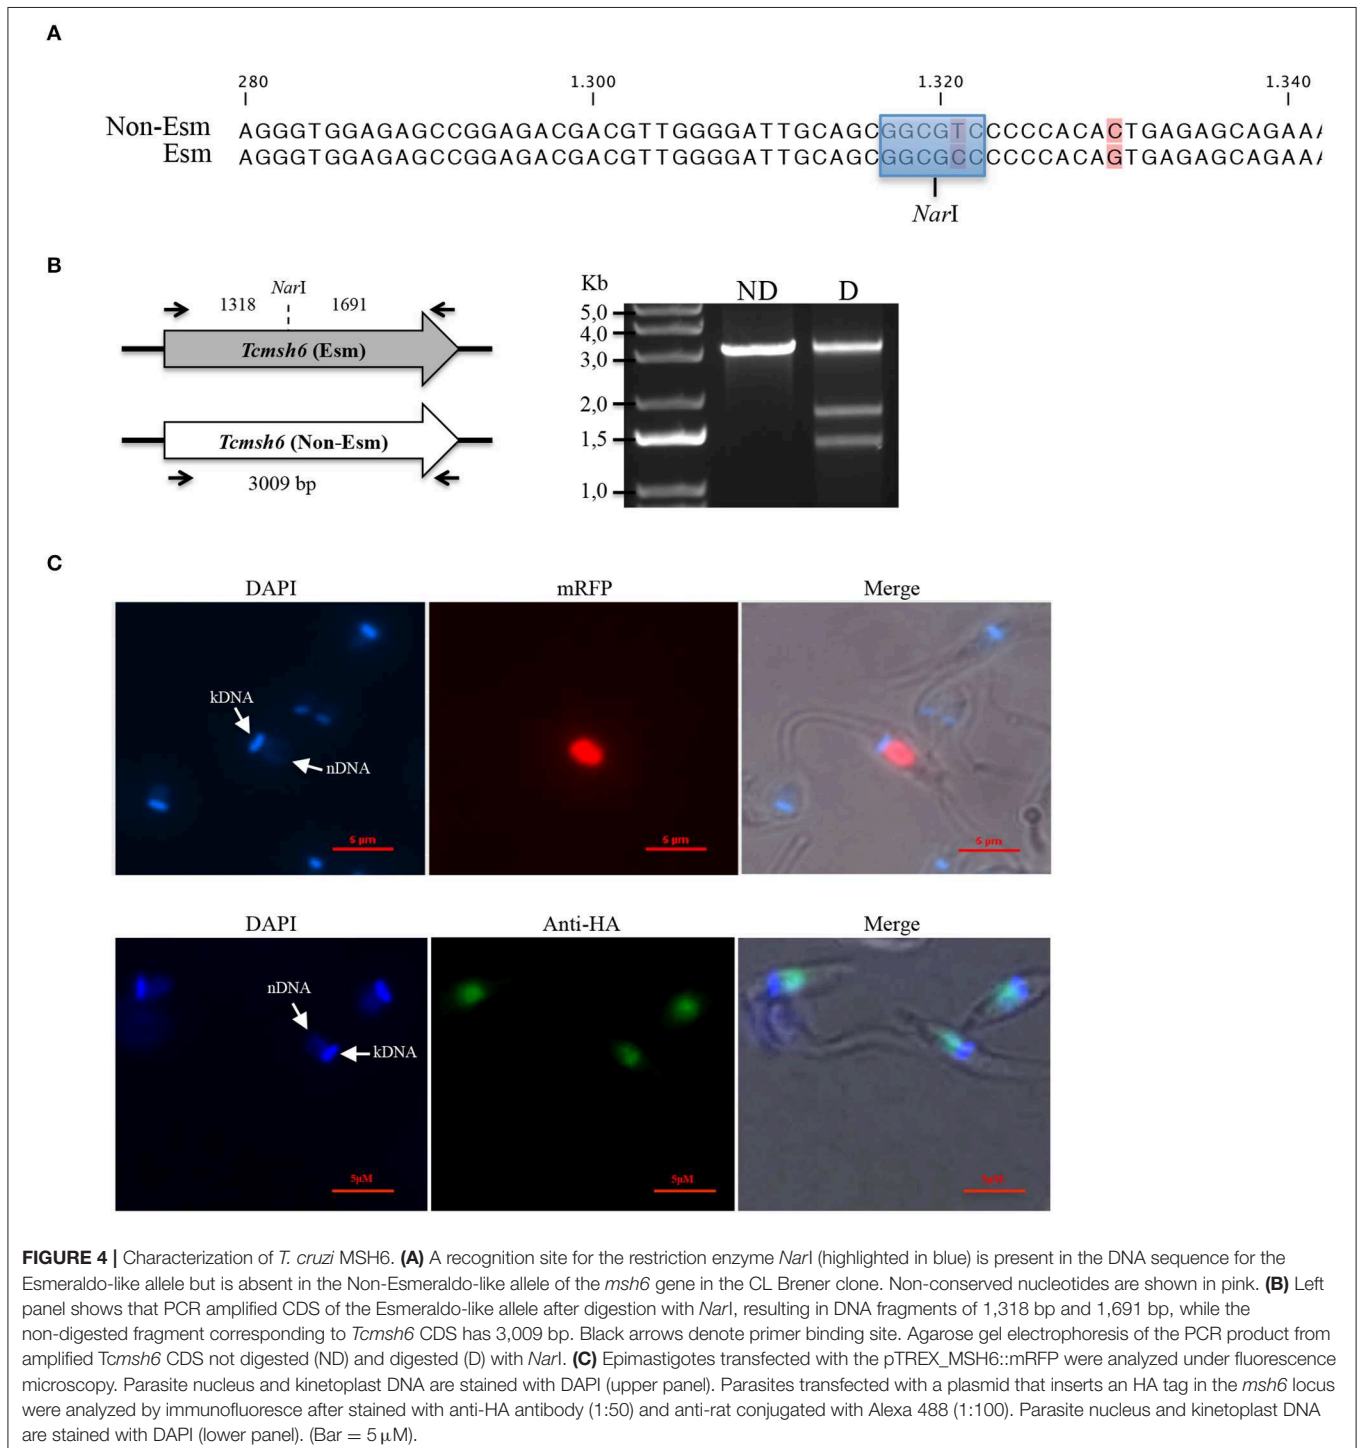 A
280 1.300 1.320 1.340
Non-Esm AGGGTGGAGAGCCGGAGACGACGTTGGGGATTGCAGCGGCGTCCCCCACACTGAGAGCAGAAA
Esm AGGGTGGAGAGCCGGAGACGACGTTGGGGATTGCAGCGGCGCCCCCCACAGTGAGAGCAGAAA
NarI
B
NarI
1318 1691
Tcmsh6 (Esm)
Tcmsh6 (Non-Esm)
3009 bp
Kb ND D
5,0
4,0
3,0
2,0
1,5
1,0
C
DAPI mRFP Merge
kDNA
nDNA
5 µm 5 µm 5 µm
DAPI Anti-HA Merge
nDNA
kDNA
5µM 5µM 5µM
FIGURE 4 | Characterization of T. cruzi MSH6. (A) A recognition site for the restriction enzyme NarI (highlighted in blue) is present in the DNA sequence for the
Esmeraldo-like allele but is absent in the Non-Esmeraldo-like allele of the msh6 gene in the CL Brener clone. Non-conserved nucleotides are shown in pink. (B) Left
panel shows that PCR amplified CDS of the Esmeraldo-like allele after digestion with NarI, resulting in DNA fragments of 1,318 bp and 1,691 bp, while the
non-digested fragment corresponding to Tcmsh6 CDS has 3,009 bp. Black arrows denote primer binding site. Agarose gel electrophoresis of the PCR product from
amplified Tcmsh6 CDS not digested (ND) and digested (D) with NarI. (C) Epimastigotes transfected with the pTREX_MSH6::mRFP were analyzed under fluorescence
microscopy. Parasite nucleus and kinetoplast DNA are stained with DAPI (upper panel). Parasites transfected with a plasmid that inserts an HA tag in the msh6 locus
were analyzed by immunofluoresce after stained with anti-HA antibody (1:50) and anti-rat conjugated with Alexa 488 (1:100). Parasite nucleus and kinetoplast DNA
are stained with DAPI (lower panel). (Bar = 5 µM).